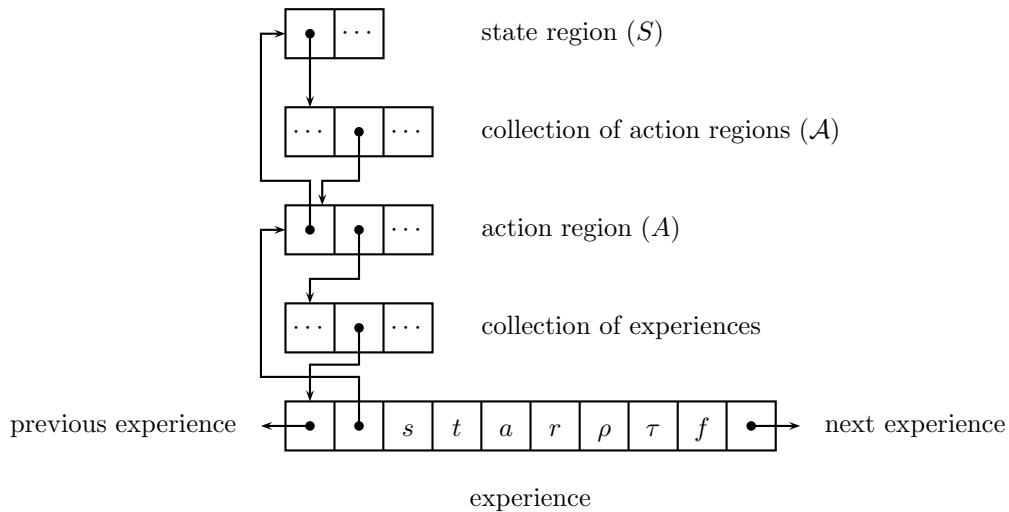 ··· state region (S)
··· ··· collection of action regions (𝒜)
··· action region (A)
··· ··· collection of experiences
previous experience s t a r ρ τ f next experience
experience